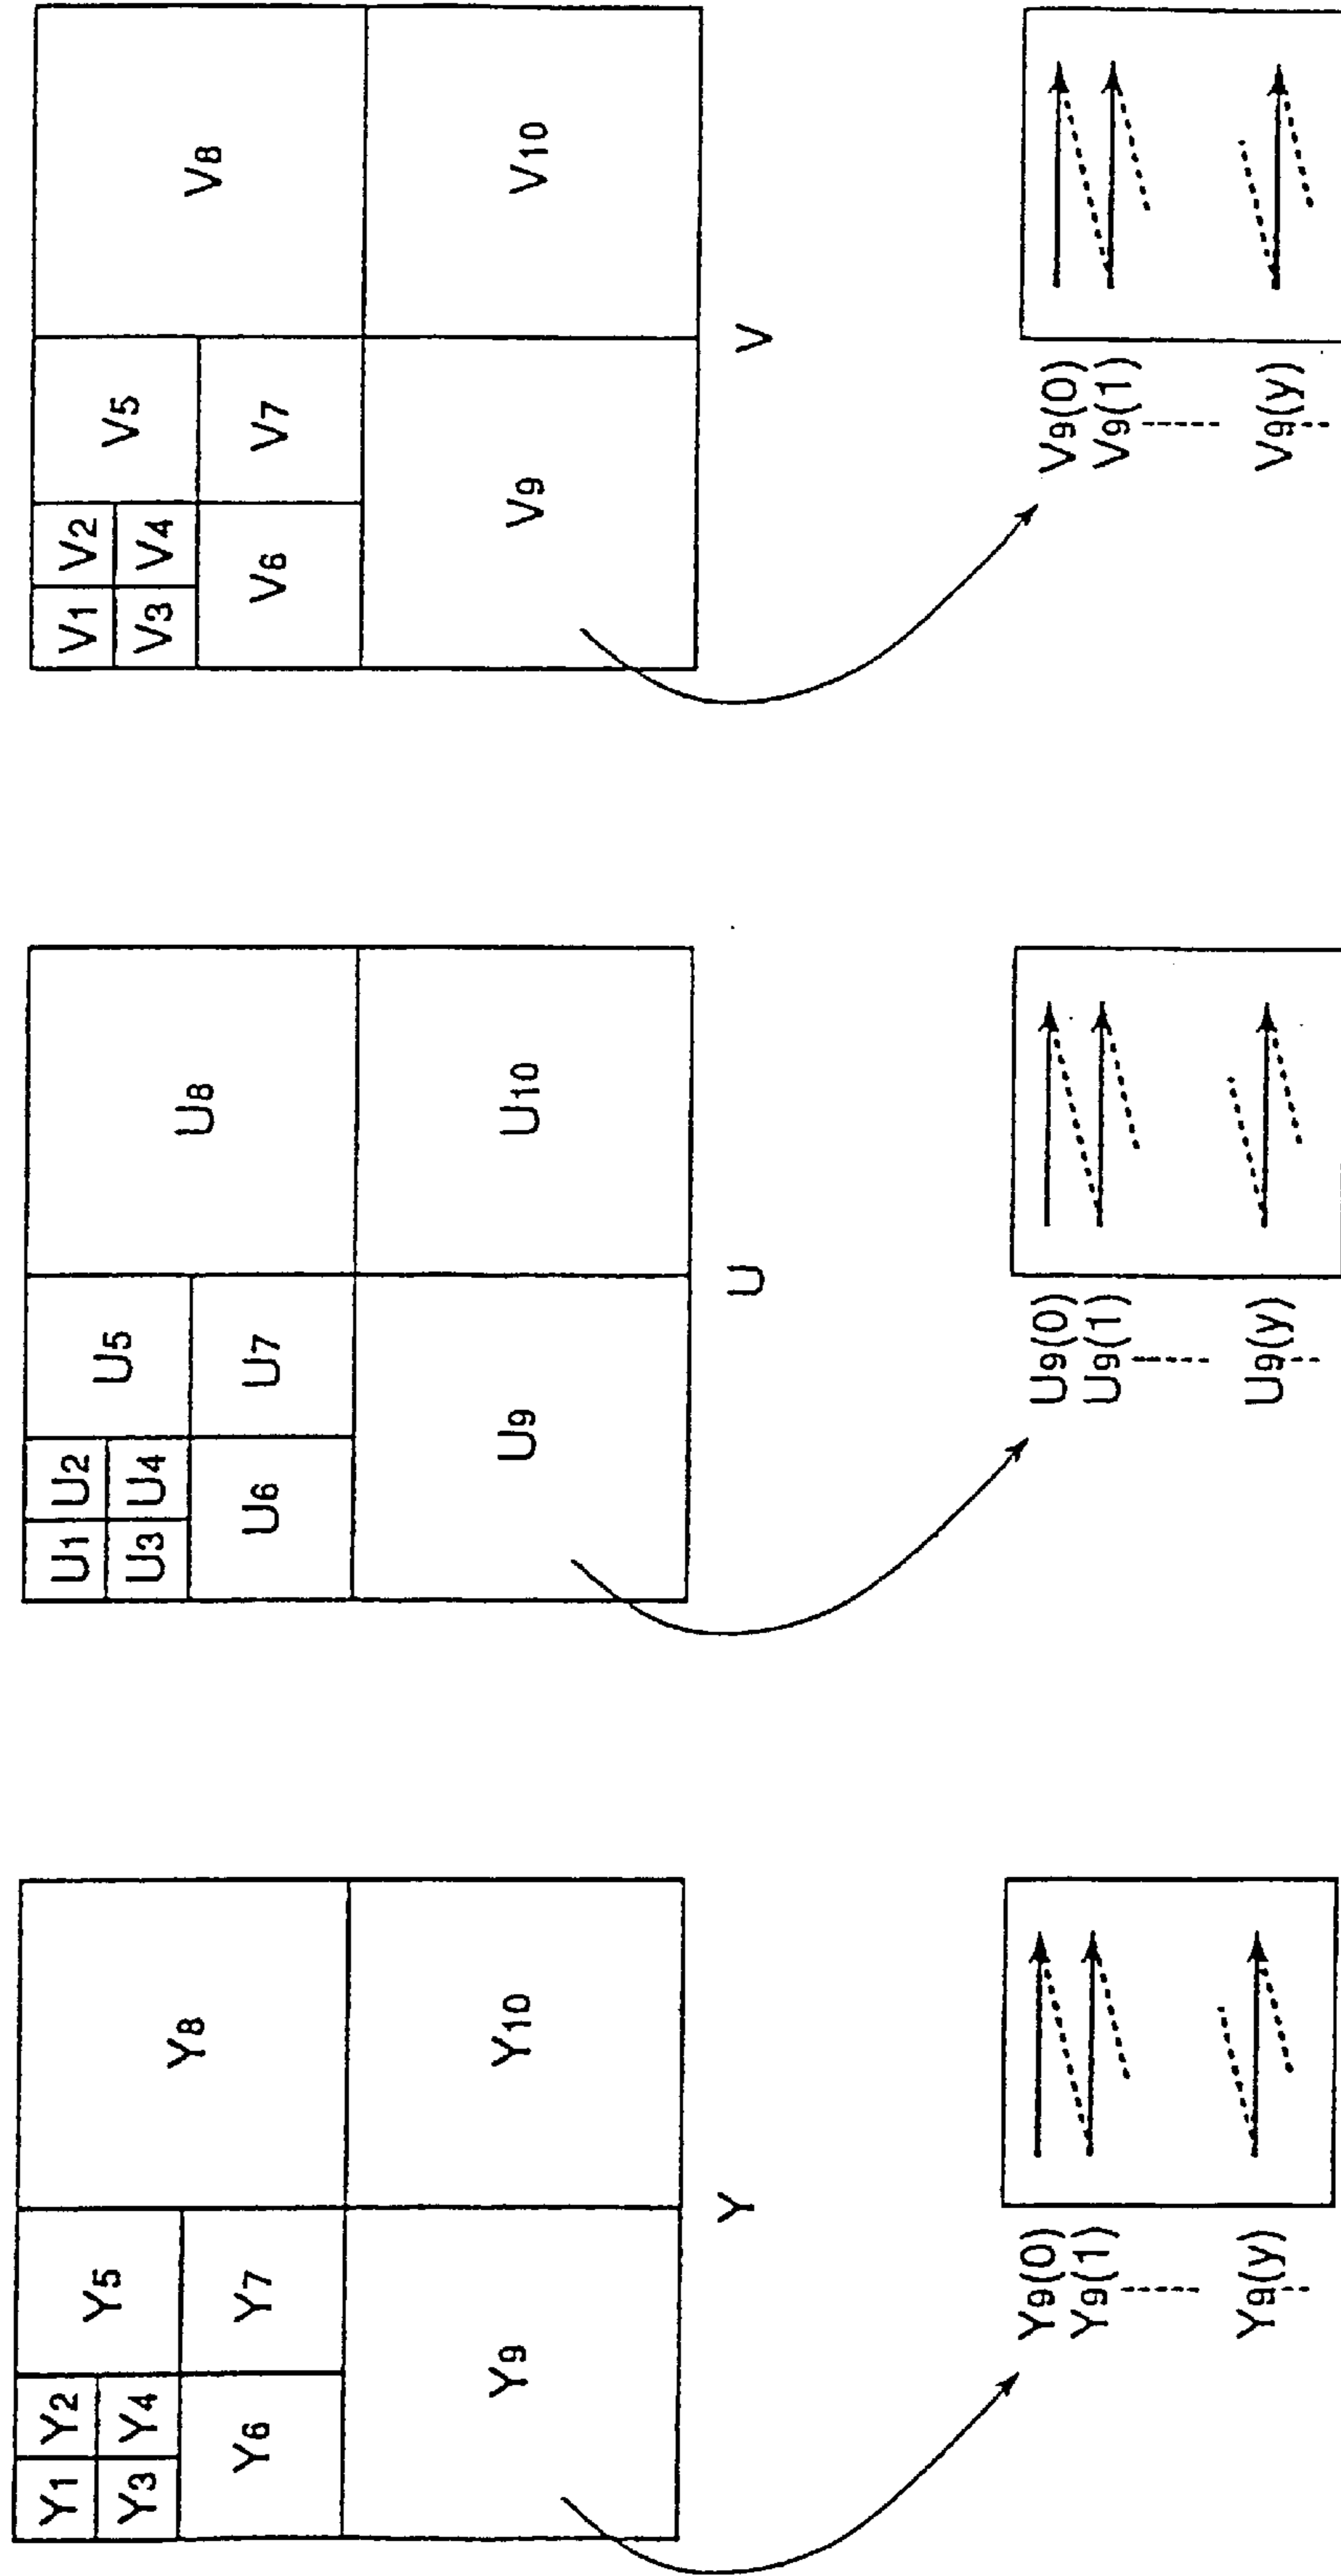 Y1 Y2 Y5 Y8
Y3 Y4
Y6 Y7
Y9 Y10
Y
Y9(0)
Y9(1)
Y9(y)
U1 U2 U5 U8
U3 U4
U6 U7
U9 U10
U
U9(0)
U9(1)
U9(y)
V1 V2 V5 V8
V3 V4
V6 V7
V9 V10
V
V9(0)
V9(1)
V9(y)